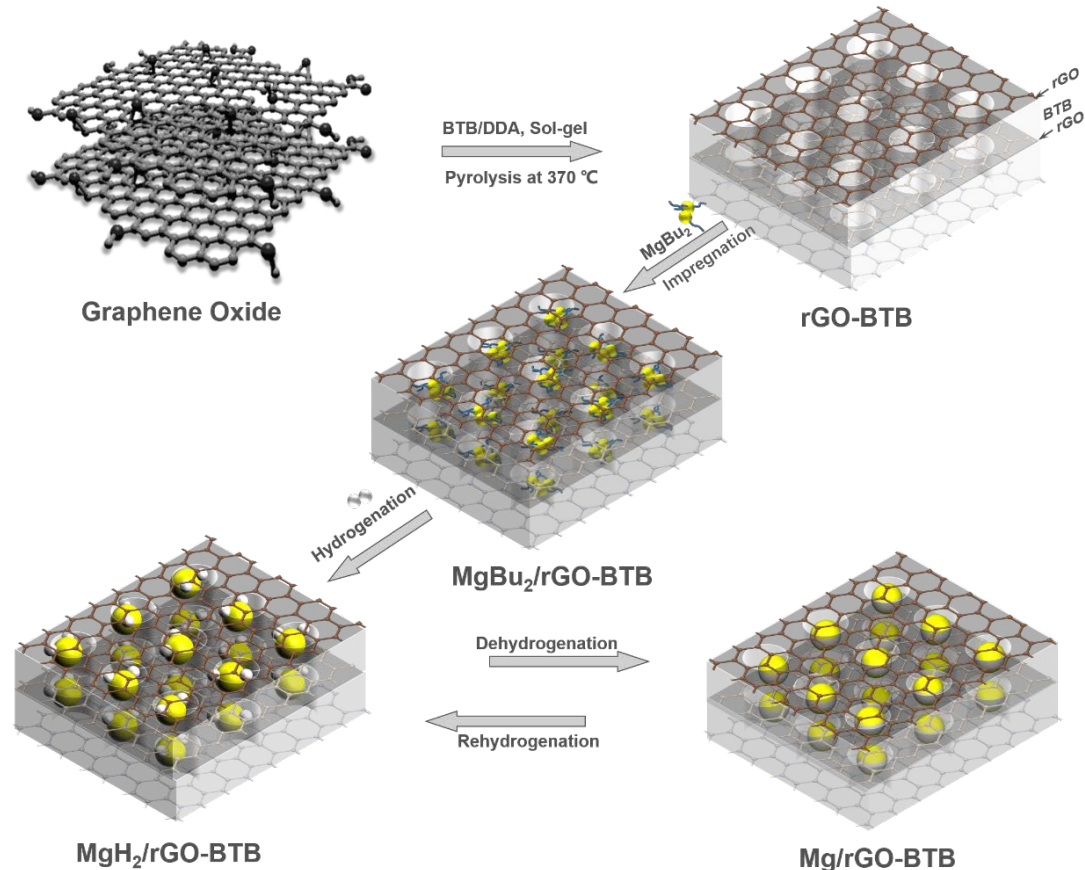 BTB/DDA, Sol-gel
Pyrolysis at 370 ℃
rGO
BTB
rGO
Graphene Oxide
MgBu₂
Impregnation
rGO-BTB
Hydrogenation
MgBu₂/rGO-BTB
Dehydrogenation
Rehydrogenation
MgH₂/rGO-BTB
Mg/rGO-BTB